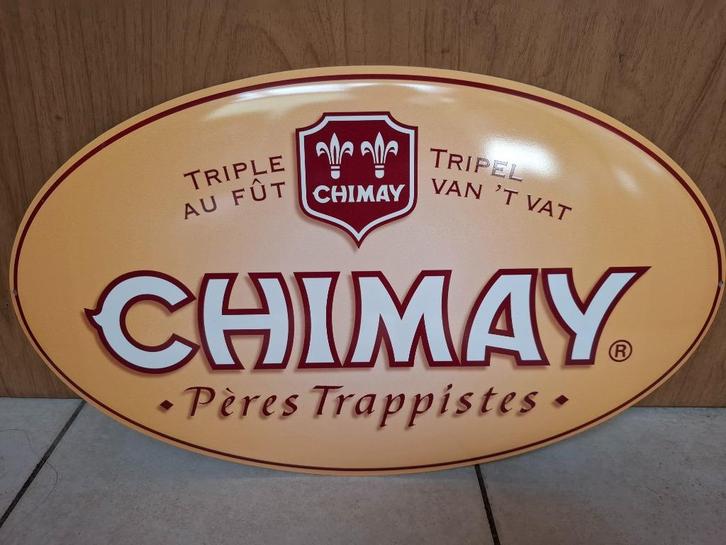 TRIPLE
AU FÛT
CHIMAY
TRIPEL
VAN 'T VAT
CHIMAY®
• Pères Trappistes •